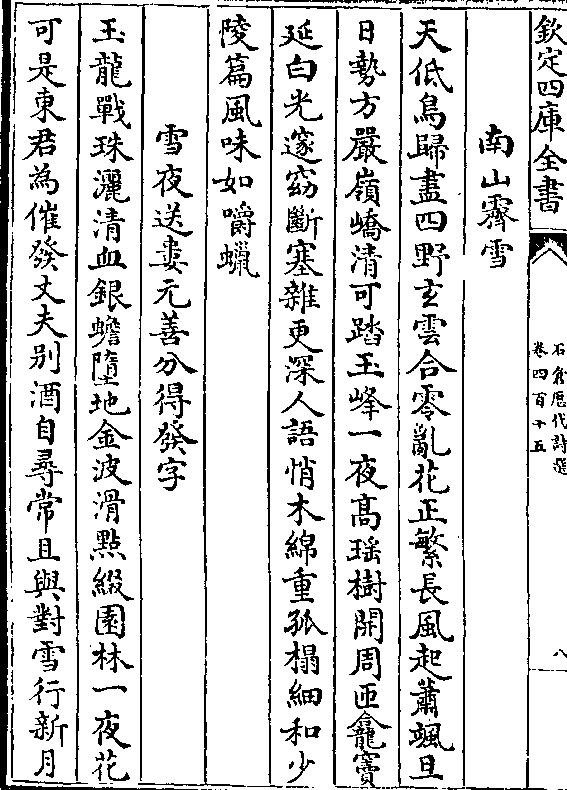 欽定四庫全書
石倉歷代詩選
卷四百十五
八
南山霽雪
天低鳥歸盡四野玄雲合零亂花正繁長風起蕭颯旦
日勢方嚴嶺嶠清可踏玉峰一夜高瑶樹開周匝龕竇
延白光邃窈斷塞雜更深人語悄木綿重孤榻細和少
陵篇風味如嚼蠟
雪夜送婁元善分得發字
玉龍戰珠灑清血銀蟾墮地金波滑點綴園林一夜花
可是東君為催發丈夫别酒自尋常且與對雪行新月